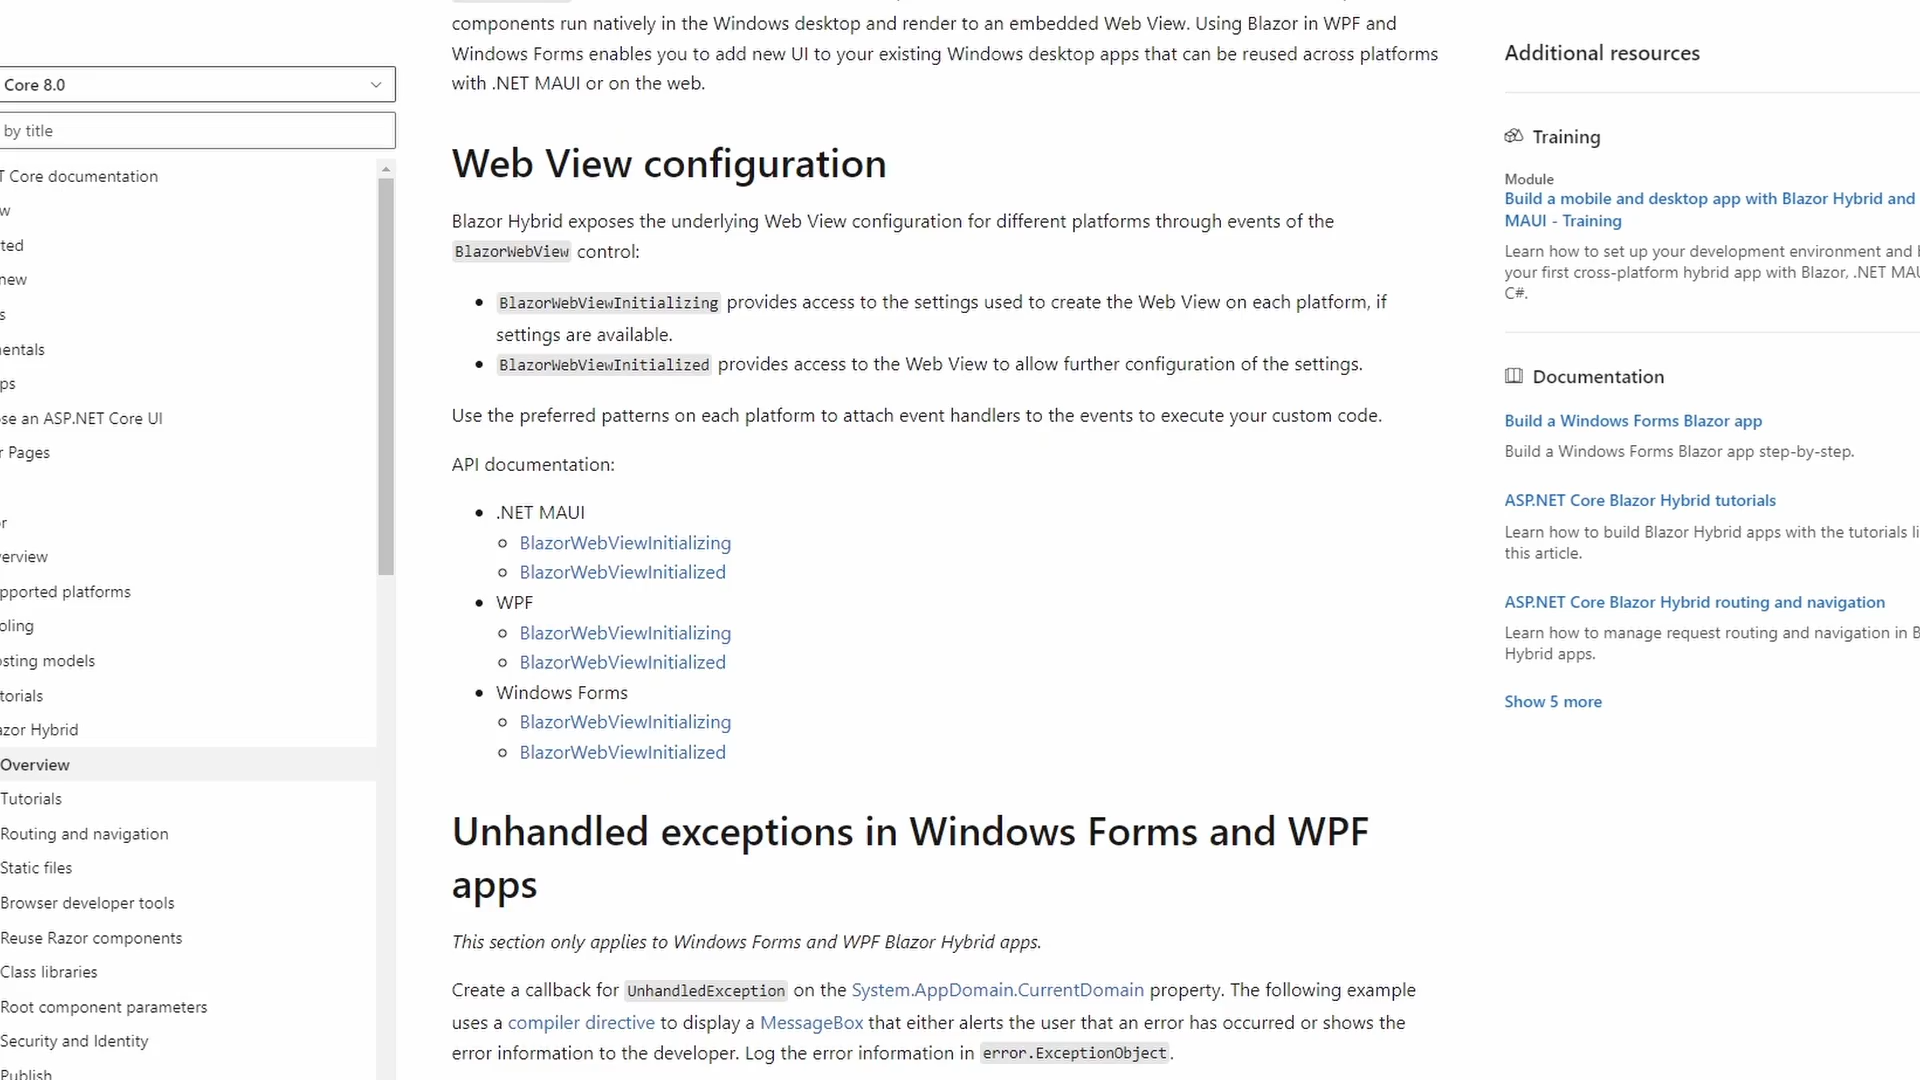 components run natively in the Windows desktop and render to an embedded Web View. Using Blazor in WPF and
Windows Forms enables you to add new UI to your existing Windows desktop apps that can be reused across platforms
with .NET MAUI or on the web.
Web View configuration
Blazor Hybrid exposes the underlying Web View configuration for different platforms through events of the
BlazorWebView control:
BlazorWebViewInitializing provides access to the settings used to create the Web View on each platform, if
settings are available.
BlazorWebViewInitialized provides access to the Web View to allow further configuration of the settings.
Use the preferred patterns on each platform to attach event handlers to the events to execute your custom code.
API documentation:
.NET MAUI
BlazorWebViewInitializing
BlazorWebViewInitialized
WPF
BlazorWebViewInitializing
BlazorWebViewInitialized
Windows Forms
BlazorWebViewInitializing
BlazorWebViewInitialized
Unhandled exceptions in Windows Forms and WPF
apps
This section only applies to Windows Forms and WPF Blazor Hybrid apps.
Create a callback for UnhandledException on the System.AppDomain.CurrentDomain property. The following example
uses a compiler directive to display a MessageBox that either alerts the user that an error has occurred or shows the
error information to the developer. Log the error information in error.ExceptionObject.
Core 8.0
by title
T Core documentation
w
ted
new
s
entals
ps
se an ASP.NET Core UI
r Pages
r
erview
pported platforms
oling
sting models
torials
azor Hybrid
Overview
Tutorials
Routing and navigation
Static files
Browser developer tools
Reuse Razor components
Class libraries
Root component parameters
Security and Identity
Publish
Additional resources
Training
Module
Build a mobile and desktop app with Blazor Hybrid and
MAUI - Training
Learn how to set up your development environment and
your first cross-platform hybrid app with Blazor, .NET MAU
C#.
Documentation
Build a Windows Forms Blazor app
Build a Windows Forms Blazor app step-by-step.
ASP.NET Core Blazor Hybrid tutorials
Learn how to build Blazor Hybrid apps with the tutorials li
this article.
ASP.NET Core Blazor Hybrid routing and navigation
Learn how to manage request routing and navigation in B
Hybrid apps.
Show 5 more